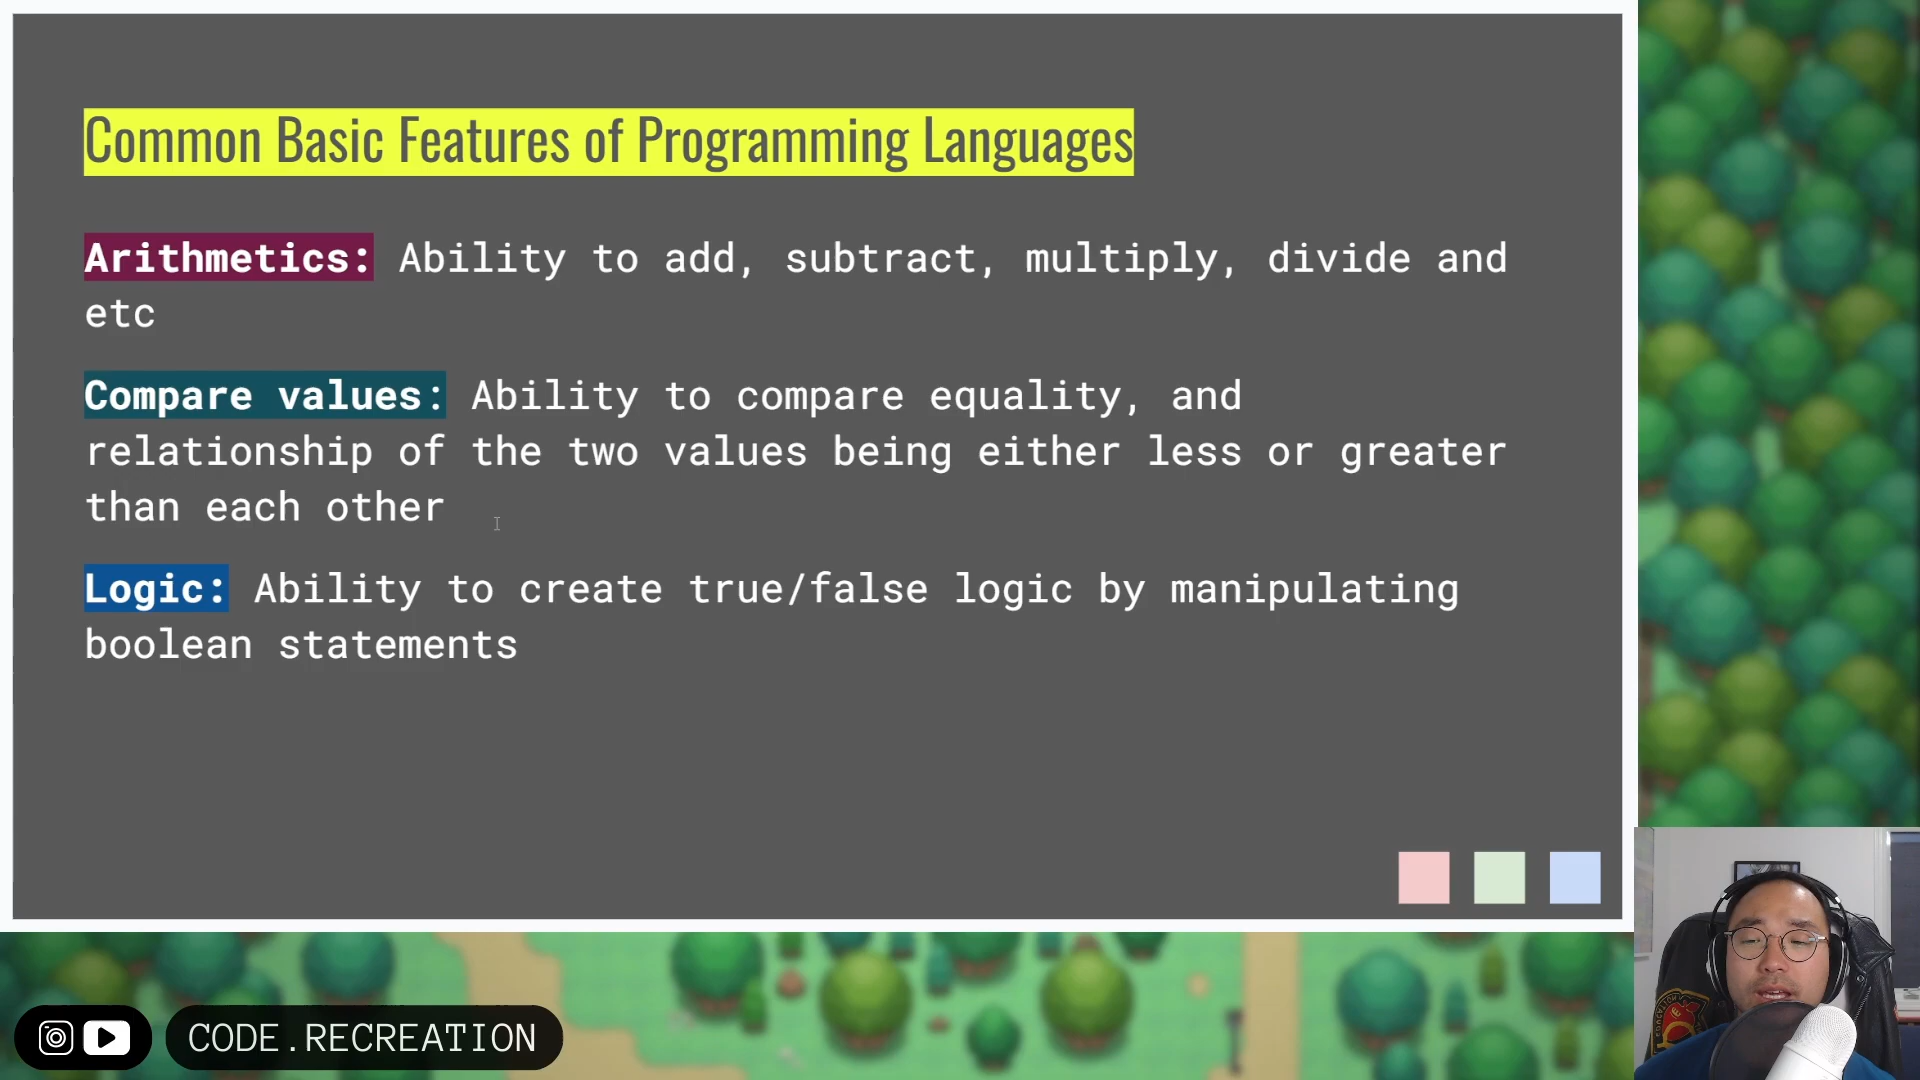 Common Basic Features of Programming Languages
Arithmetics: Ability to add, subtract, multiply, divide and
etc
Compare values: Ability to compare equality, and
relationship of the two values being either less or greater
than each other
Logic: Ability to create true/false logic by manipulating
boolean statements
CODE.RECREATION